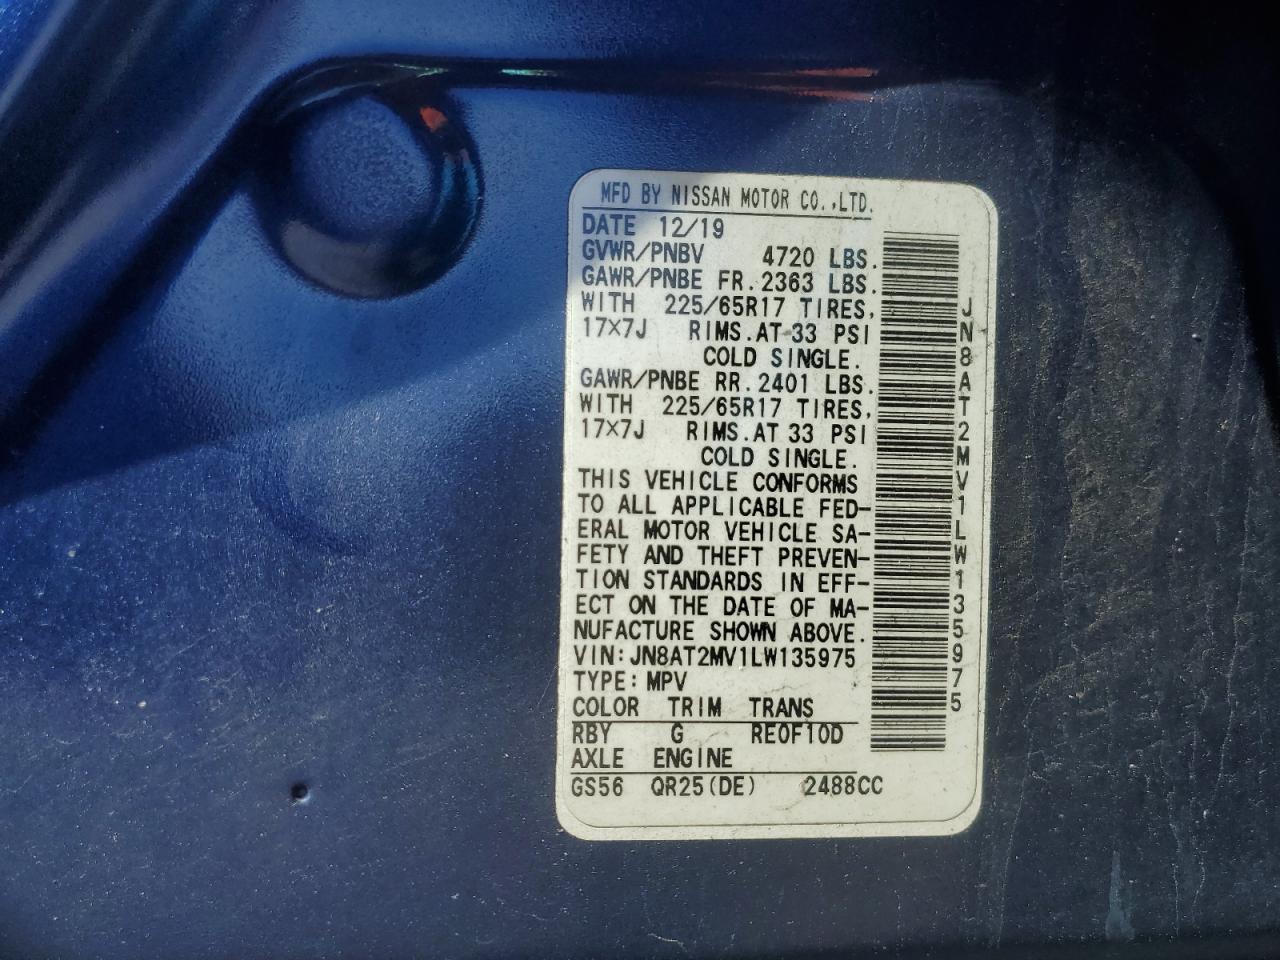 MFD BY NISSAN MOTOR CO.,LTD.
DATE 12/19
GVWR/PNBV 4720 LBS.
GAWR/PNBE FR.2363 LBS.
WITH 225/65R17 TIRES,
17×7J RIMS.AT 33 PSI
COLD SINGLE.
GAWR/PNBE RR.2401 LBS.
WITH 225/65R17 TIRES,
17×7J RIMS.AT 33 PSI
COLD SINGLE.
THIS VEHICLE CONFORMS
TO ALL APPLICABLE FED-
ERAL MOTOR VEHICLE SA-
FETY AND THEFT PREVEN-
TION STANDARDS IN EFF-
ECT ON THE DATE OF MA-
NUFACTURE SHOWN ABOVE.
VIN:JN8AT2MV1LW135975
TYPE:MPV
COLOR TRIM TRANS
RBY G RE0F10D
AXLE ENGINE
GS56 QR25(DE) 2488CC
JN8AT2MV1LW135975